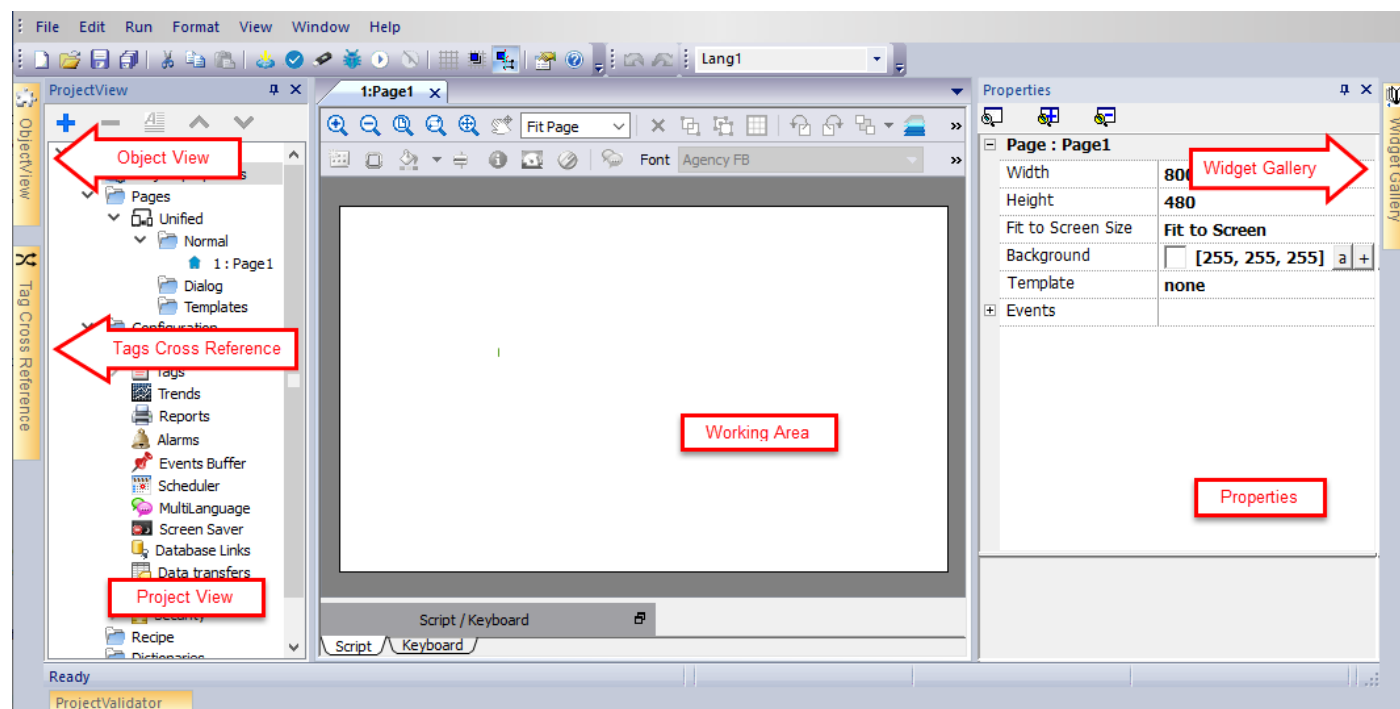 File Edit Run Format View Window Help
Lang1
ProjectView
1:Page1
Properties
ObjectView
Tag Cross Reference
Widget Gallery
Fit Page
Font Agency FB
Object View
Pages
Unified
Normal
1 : Page1
Dialog
Templates
Configuration
Tags Cross Reference
Tags
Trends
Reports
Alarms
Events Buffer
Scheduler
MultiLanguage
Screen Saver
Database Links
Data transfers
Project View
Security
Recipe
Dictionaries
Working Area
Script / Keyboard
Script Keyboard
Page : Page1
Width 800
Widget Gallery
Height 480
Fit to Screen Size Fit to Screen
Background [255, 255, 255] a +
Template none
Events
Properties
Ready
ProjectValidator